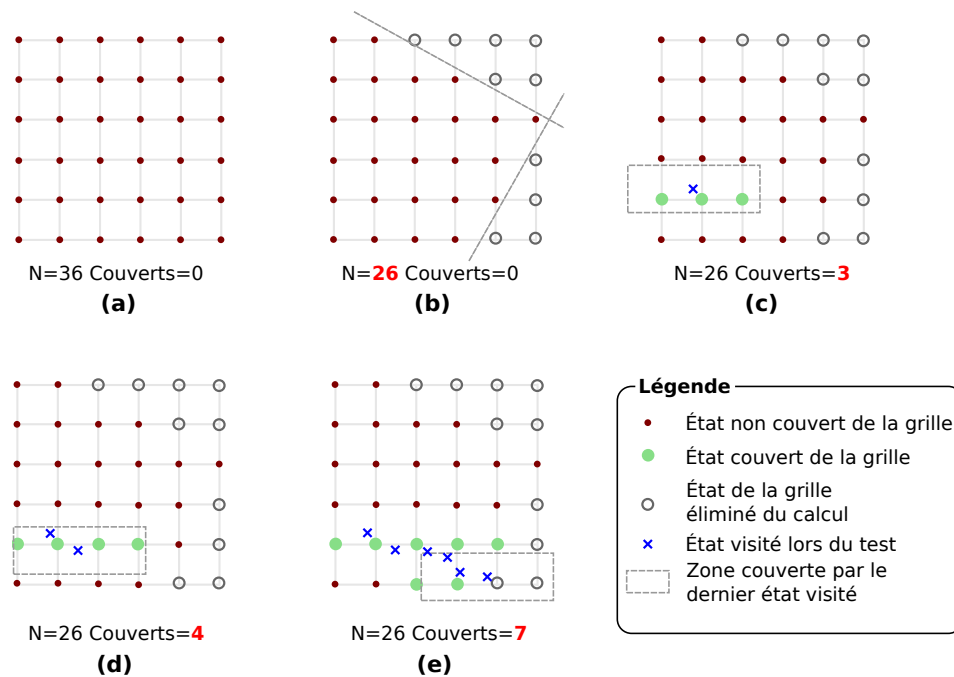 N=36 Couverts=0
(a)
N=26 Couverts=0
(b)
N=26 Couverts=3
(c)
N=26 Couverts=4
(d)
N=26 Couverts=7
(e)
Légende
État non couvert de la grille
État couvert de la grille
État de la grille
éliminé du calcul
État visité lors du test
Zone couverte par le
dernier état visité